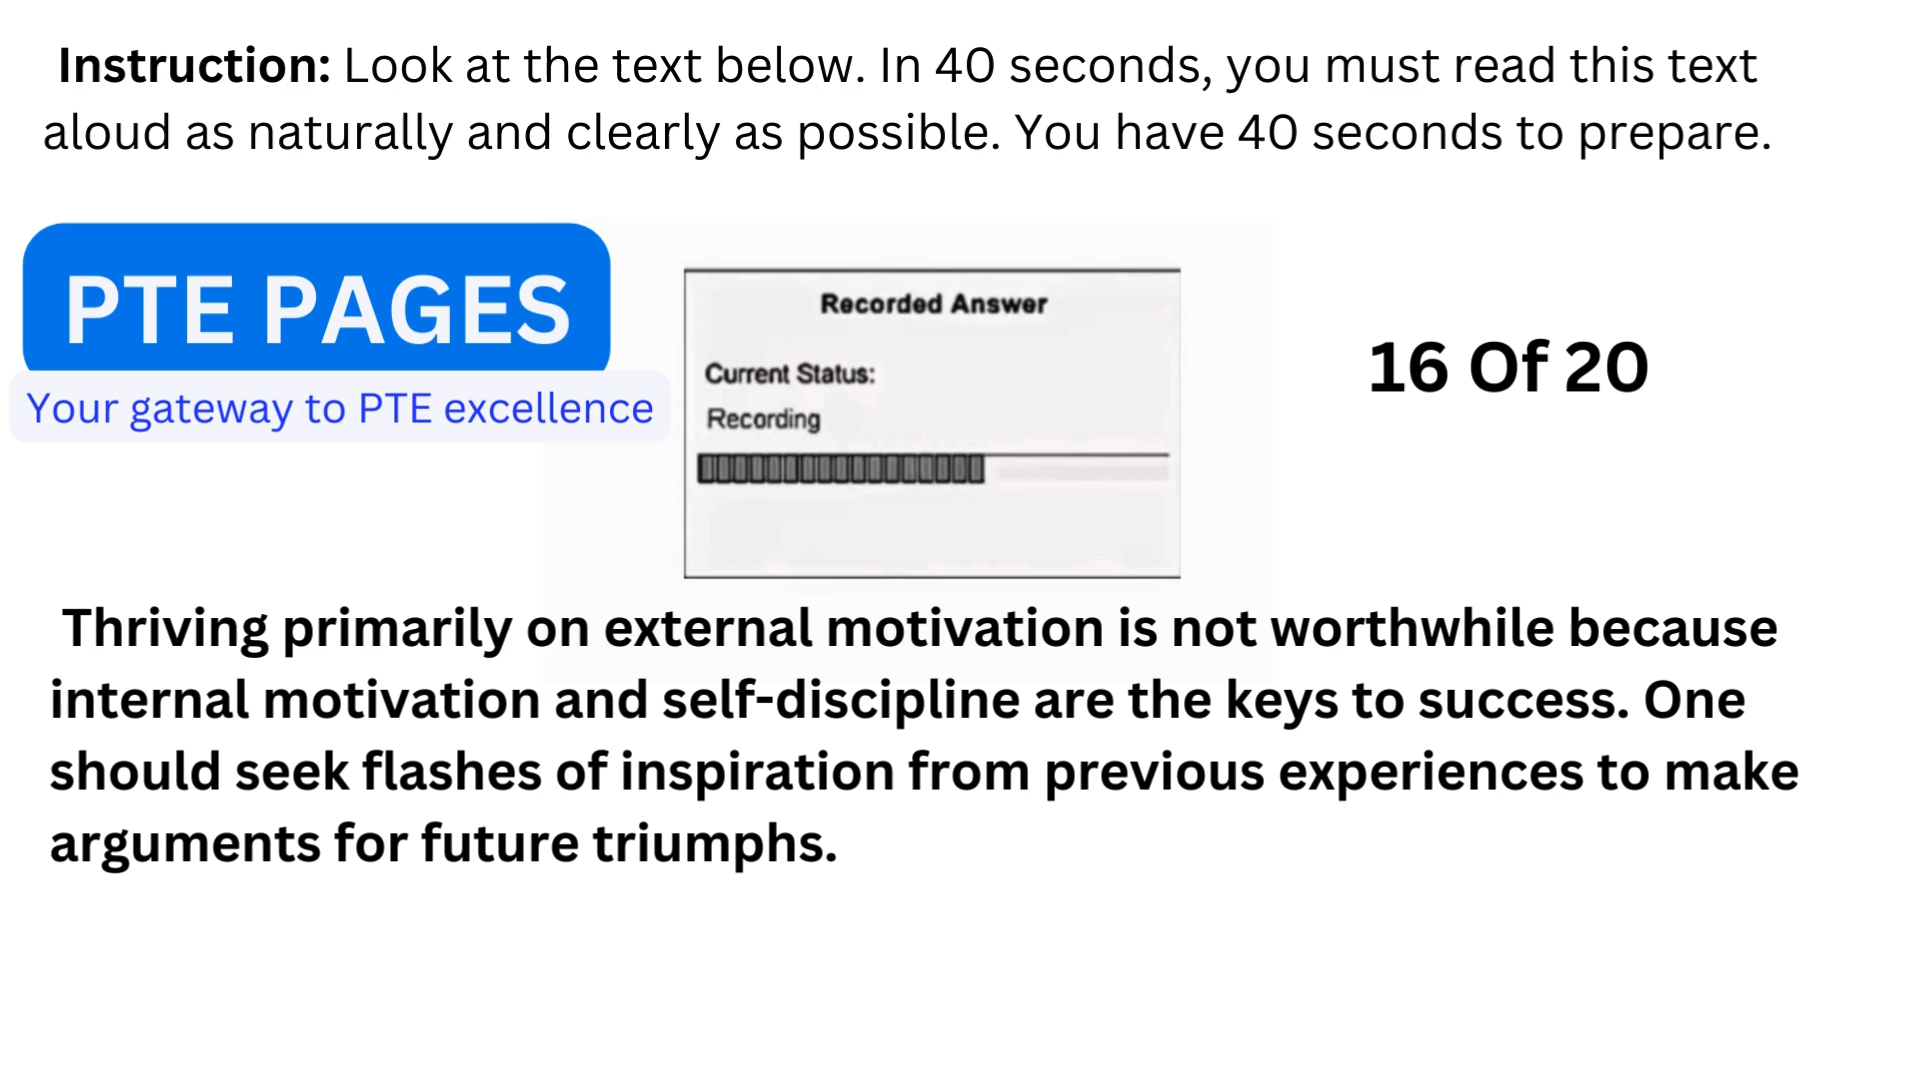 Instruction: Look at the text below. In 40 seconds, you must read this text
aloud as naturally and clearly as possible. You have 40 seconds to prepare.
PTE PAGES
Your gateway to PTE excellence
Recorded Answer
Current Status:
Recording
16 Of 20
Thriving primarily on external motivation is not worthwhile because
internal motivation and self-discipline are the keys to success. One
should seek flashes of inspiration from previous experiences to make
arguments for future triumphs.